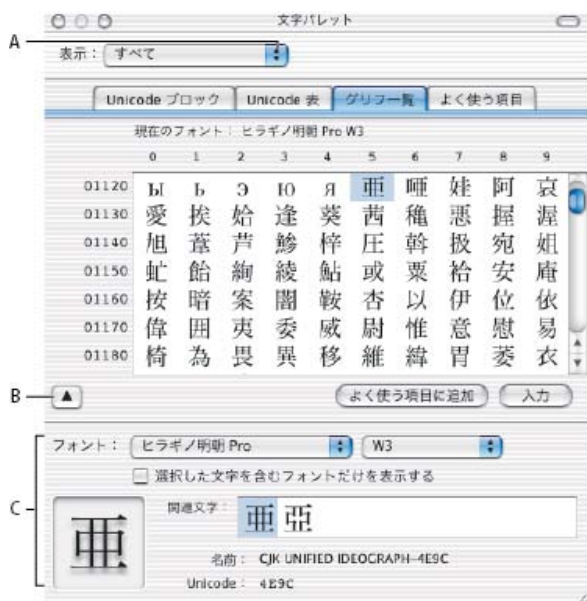 文字パレット
A
表示： すべて
Unicode ブロック Unicode 表 グリフ一覧 よく使う項目
現在のフォント： ヒラギノ明朝 Pro W3
0 1 2 3 4 5 6 7 8 9
01120 ы ь э ю я 亜 唖 娃 阿 哀
01130 愛 挨 姶 逢 葵 茜 穐 悪 握 渥
01140 旭 葦 芦 鯵 梓 圧 斡 扱 宛 姐
01150 虻 飴 絢 綾 鮎 或 粟 袷 安 庵
01160 按 暗 案 闇 鞍 杏 以 伊 位 依
01170 偉 囲 夷 委 威 尉 惟 意 慰 易
01180 椅 為 畏 異 移 維 緯 胃 萎 衣
B
よく使う項目に追加 入力
フォント： ヒラギノ明朝 Pro W3
選択した文字を含むフォントだけを表示する
C
関連文字： 亜 亞
亜
名前： CJK UNIFIED IDEOGRAPH-4E9C
Unicode： 4E9C